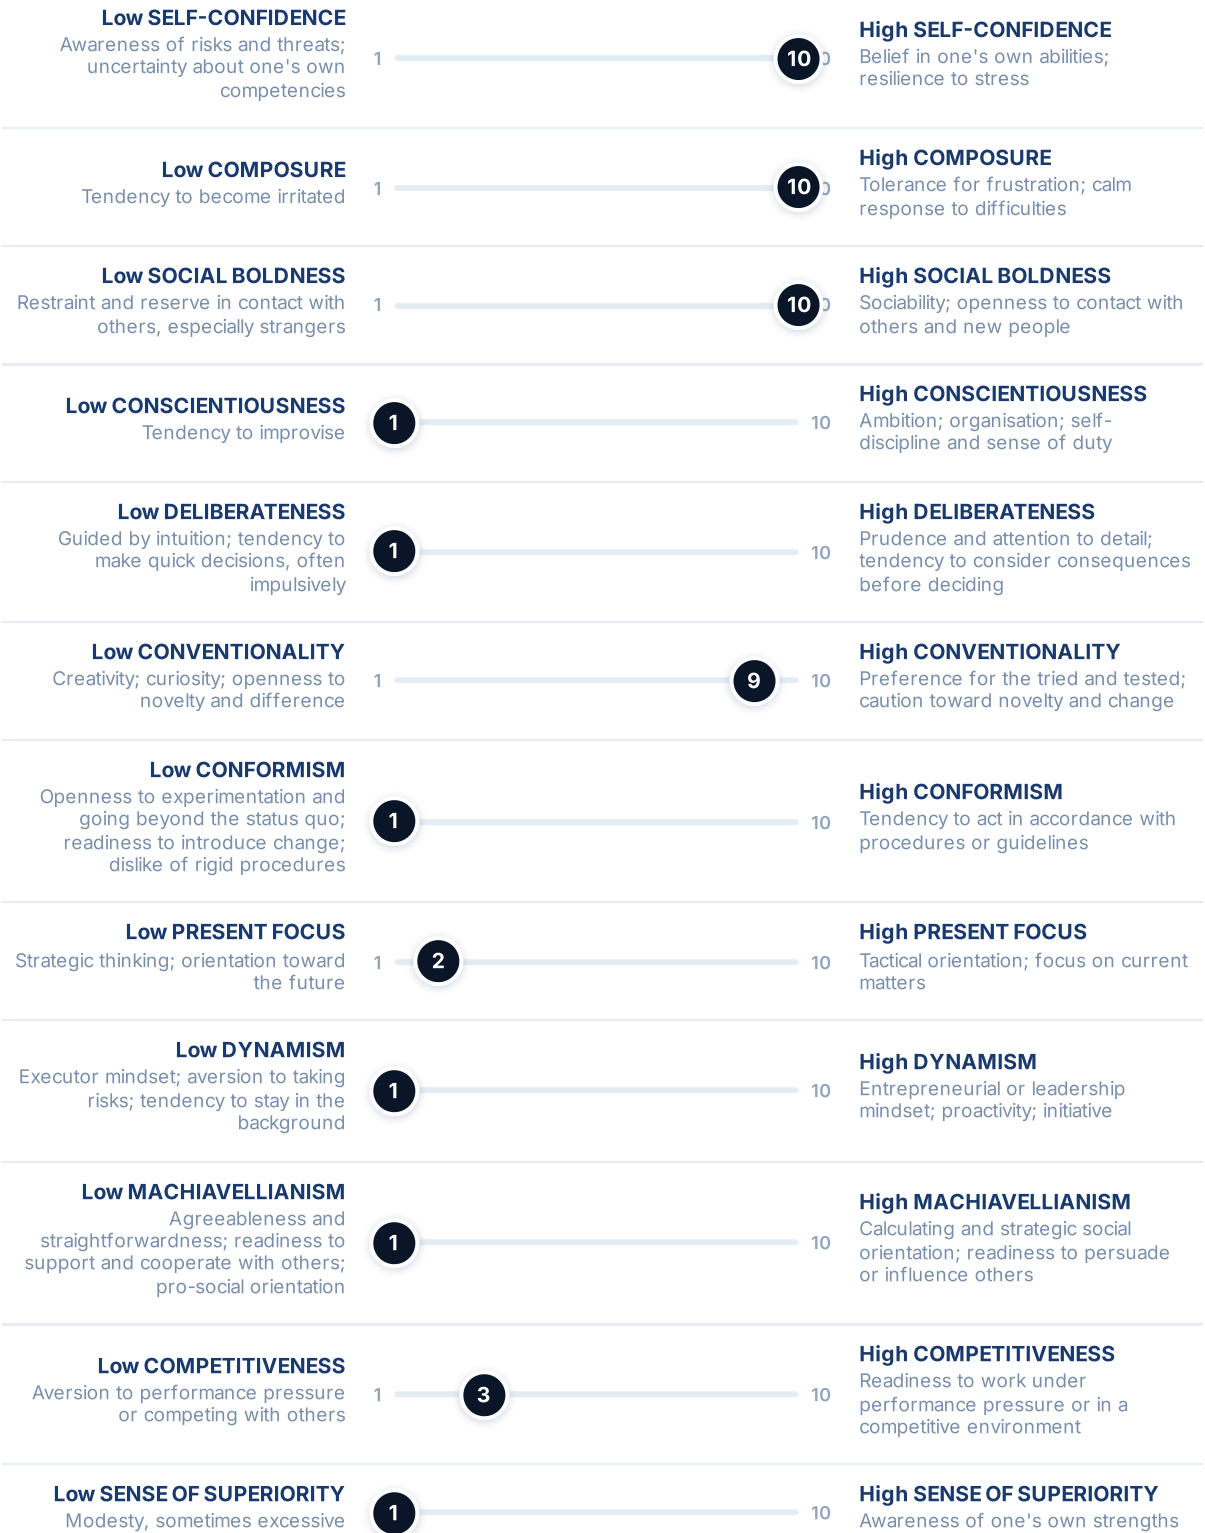 Low SELF-CONFIDENCE
Awareness of risks and threats;
uncertainty about one's own
competencies
1
10
0
High SELF-CONFIDENCE
Belief in one's own abilities;
resilience to stress
Low COMPOSURE
Tendency to become irritated
1
10
0
High COMPOSURE
Tolerance for frustration; calm
response to difficulties
Low SOCIAL BOLDNESS
Restraint and reserve in contact with
others, especially strangers
1
10
0
High SOCIAL BOLDNESS
Sociability; openness to contact with
others and new people
Low CONSCIENTIOUSNESS
Tendency to improvise
1
10
High CONSCIENTIOUSNESS
Ambition; organisation; self-
discipline and sense of duty
Low DELIBERATENESS
Guided by intuition; tendency to
make quick decisions, often
impulsively
1
10
High DELIBERATENESS
Prudence and attention to detail;
tendency to consider consequences
before deciding
Low CONVENTIONALITY
Creativity; curiosity; openness to
novelty and difference
1
9
10
High CONVENTIONALITY
Preference for the tried and tested;
caution toward novelty and change
Low CONFORMISM
Openness to experimentation and
going beyond the status quo;
readiness to introduce change;
dislike of rigid procedures
1
10
High CONFORMISM
Tendency to act in accordance with
procedures or guidelines
Low PRESENT FOCUS
Strategic thinking; orientation toward
the future
1
2
10
High PRESENT FOCUS
Tactical orientation; focus on current
matters
Low DYNAMISM
Executor mindset; aversion to taking
risks; tendency to stay in the
background
1
10
High DYNAMISM
Entrepreneurial or leadership
mindset; proactivity; initiative
Low MACHIAVELLIANISM
Agreeableness and
straightforwardness; readiness to
support and cooperate with others;
pro-social orientation
1
10
High MACHIAVELLIANISM
Calculating and strategic social
orientation; readiness to persuade
or influence others
Low COMPETITIVENESS
Aversion to performance pressure
or competing with others
1
3
10
High COMPETITIVENESS
Readiness to work under
performance pressure or in a
competitive environment
Low SENSE OF SUPERIORITY
Modesty, sometimes excessive
1
10
High SENSE OF SUPERIORITY
Awareness of one's own strengths